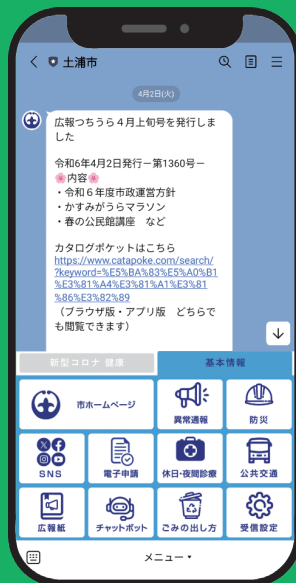 土浦市
4月2日(火)
広報つちうら４月上旬号を発行しま
した
令和6年4月2日発行－第1360号－
🌸内容🌸
・令和６年度市政運営方針
・かすみがうらマラソン
・春の公民館講座　など
カタログポケットはこちら
https://www.catapoke.com/search/
?keyword=%E5%BA%83%E5%A0%B1
%E3%81%A4%E3%81%A1%E3%81
%86%E3%82%89
（ブラウザ版・アプリ版　どちらで
も閲覧できます）
新型コロナ 健康
基本情報
市ホームページ
異常通報
防災
SNS
電子申請
休日・夜間診療
公共交通
広報紙
チャットボット
ごみの出し方
受信設定
メニュー▼